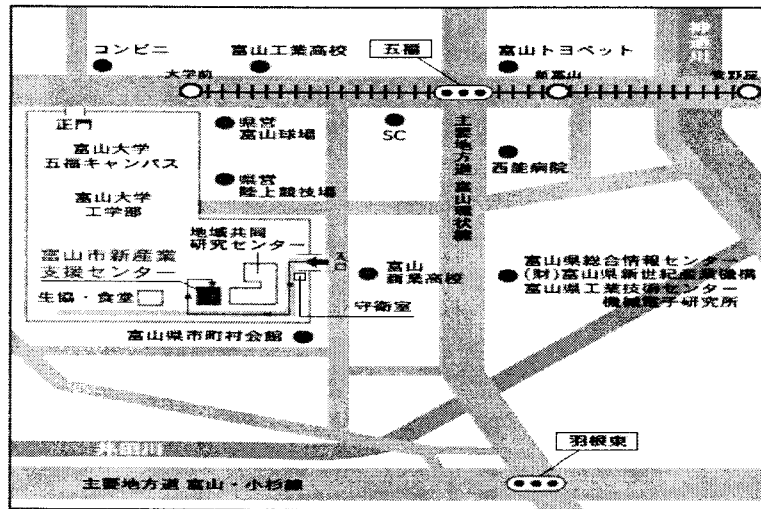 コンビニ
富山工業高校
五福
富山トヨペット
大学前
新富山
正門
県営
富山球場
SC
主要地方道 富山環状線
富山大学
五福キャンパス
西能病院
県営
陸上競技場
富山大学
工学部
地域共同
研究センター
富山市新産業
支援センター
入口
富山
商業高校
富山県総合情報センター
(財)富山県新世紀産業機構
富山県工業技術センター
機械電子研究所
生協・食堂
守衛室
富山県市町村会館
井田川
羽根東
主要地方道 富山・小杉線